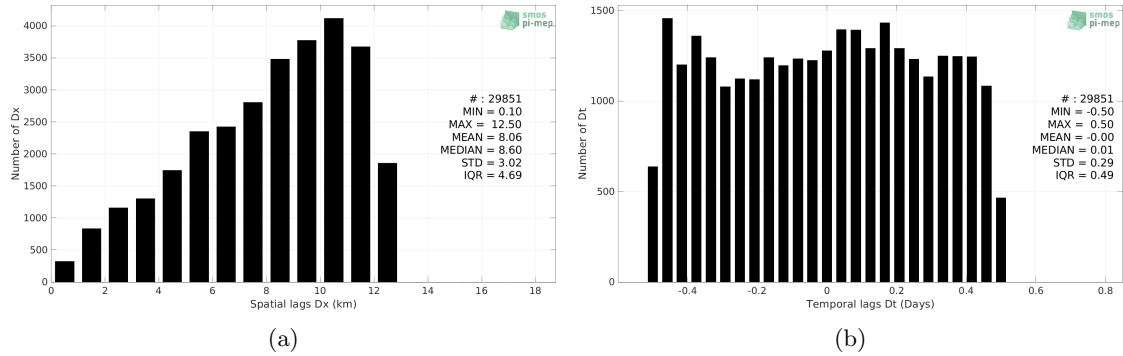 smos
pi-mep
4000
3500
3000
2500
2000
1500
1000
500
0
Number of Dx
# : 29851
MIN = 0.10
MAX = 12.50
MEAN = 8.06
MEDIAN = 8.60
STD = 3.02
IQR = 4.69
0 2 4 6 8 10 12 14 16 18
Spatial lags Dx (km)
(a)
smos
pi-mep
1500
1000
500
0
Number of Dt
# : 29851
MIN = -0.50
MAX = 0.50
MEAN = -0.00
MEDIAN = 0.01
STD = 0.29
IQR = 0.49
-0.4 -0.2 0 0.2 0.4 0.6 0.8
Temporal lags Dt (Days)
(b)